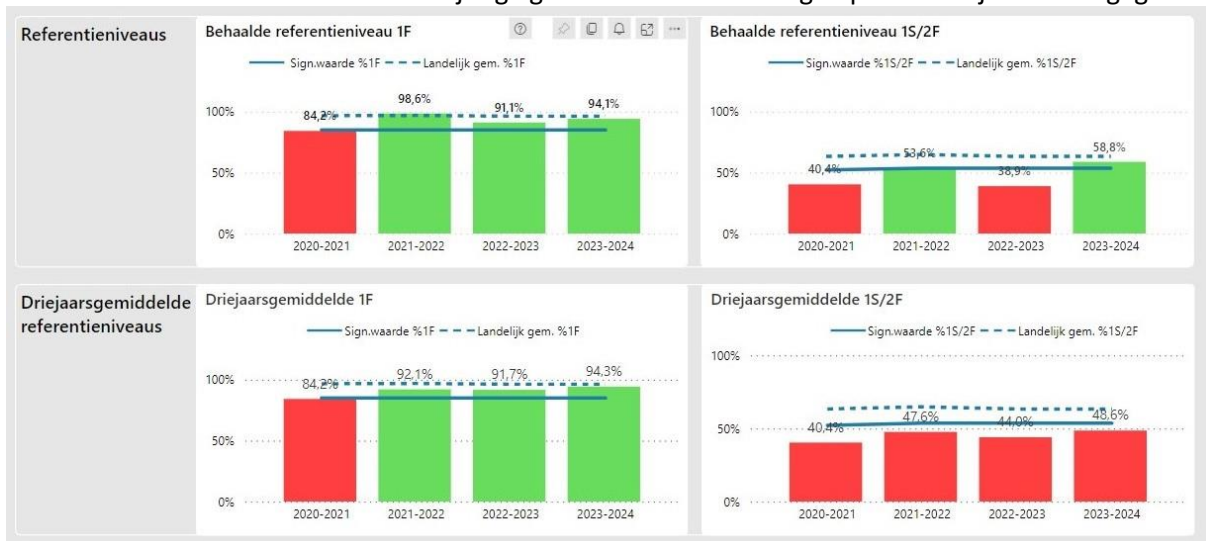 Referentieniveaus
Behaalde referentieniveau 1F
Sign.waarde %1F Landelijk gem. %1F
100%
50%
0%
84,2%
98,6%
91,1%
94,1%
2020-2021 2021-2022 2022-2023 2023-2024
Behaalde referentieniveau 1S/2F
Sign.waarde %1S/2F Landelijk gem. %1S/2F
100%
50%
0%
40,4%
53,6%
38,9%
58,8%
2020-2021 2021-2022 2022-2023 2023-2024
Driejaarsgemiddelde
referentieniveaus
Driejaarsgemiddelde 1F
Sign.waarde %1F Landelijk gem. %1F
100%
50%
0%
84,2%
92,1%
91,7%
94,3%
2020-2021 2021-2022 2022-2023 2023-2024
Driejaarsgemiddelde 1S/2F
Sign.waarde %1S/2F Landelijk gem. %1S/2F
100%
50%
0%
40,4%
47,6%
44,0%
48,6%
2020-2021 2021-2022 2022-2023 2023-2024